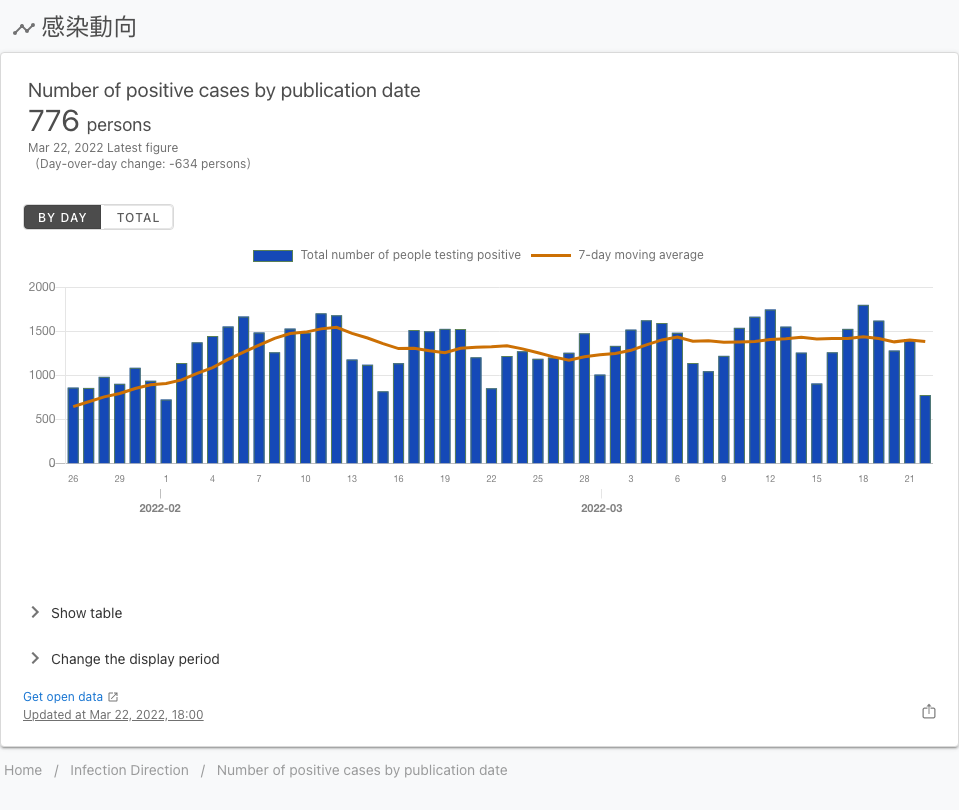 感染動向
Number of positive cases by publication date
776 persons
Mar 22, 2022 Latest figure
(Day-over-day change: -634 persons)
BY DAY TOTAL
Total number of people testing positive 7-day moving average
2000
1500
1000
500
0
26 29 1 4 7 10 13 16 19 22 25 28 3 6 9 12 15 18 21
2022-02 2022-03
Show table
Change the display period
Get open data
Updated at Mar 22, 2022, 18:00
Home / Infection Direction / Number of positive cases by publication date